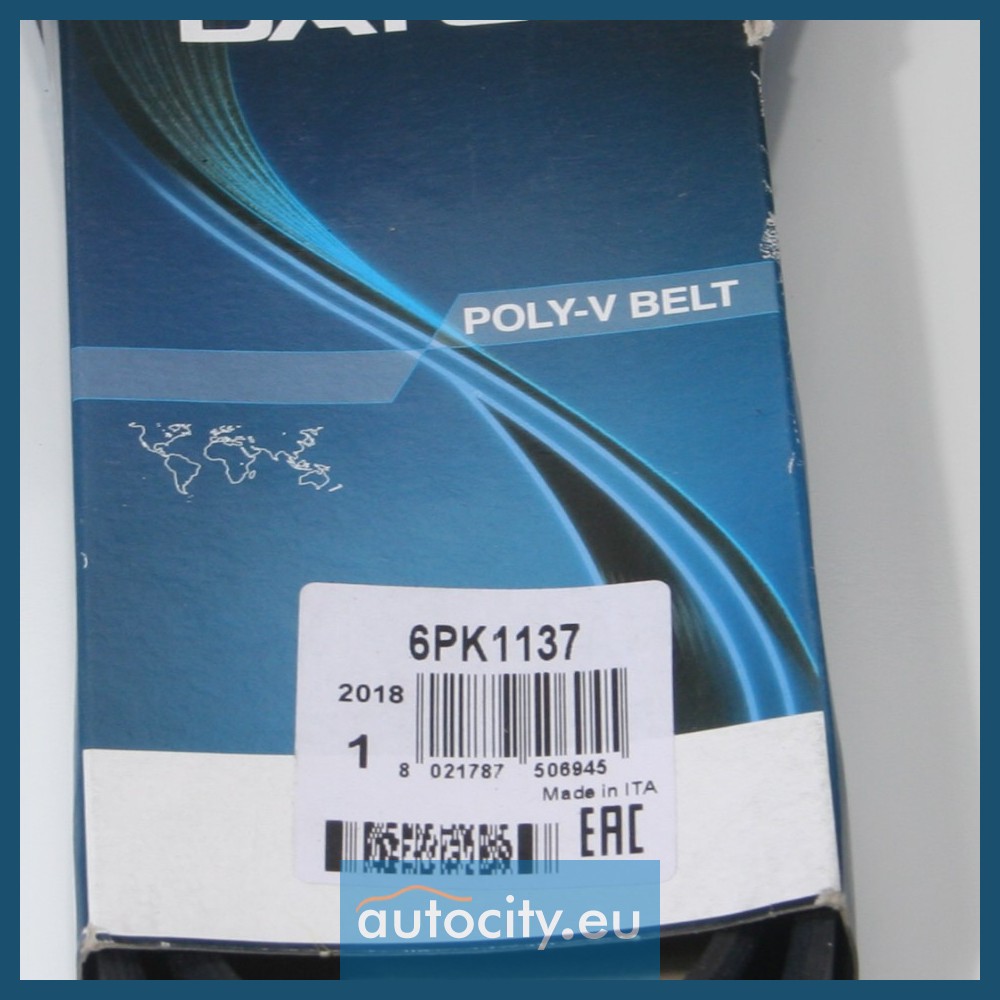 POLY-V BELT
6PK1137
2018
1
8 021787 506945
Made in ITA
EAC
autocity.eu